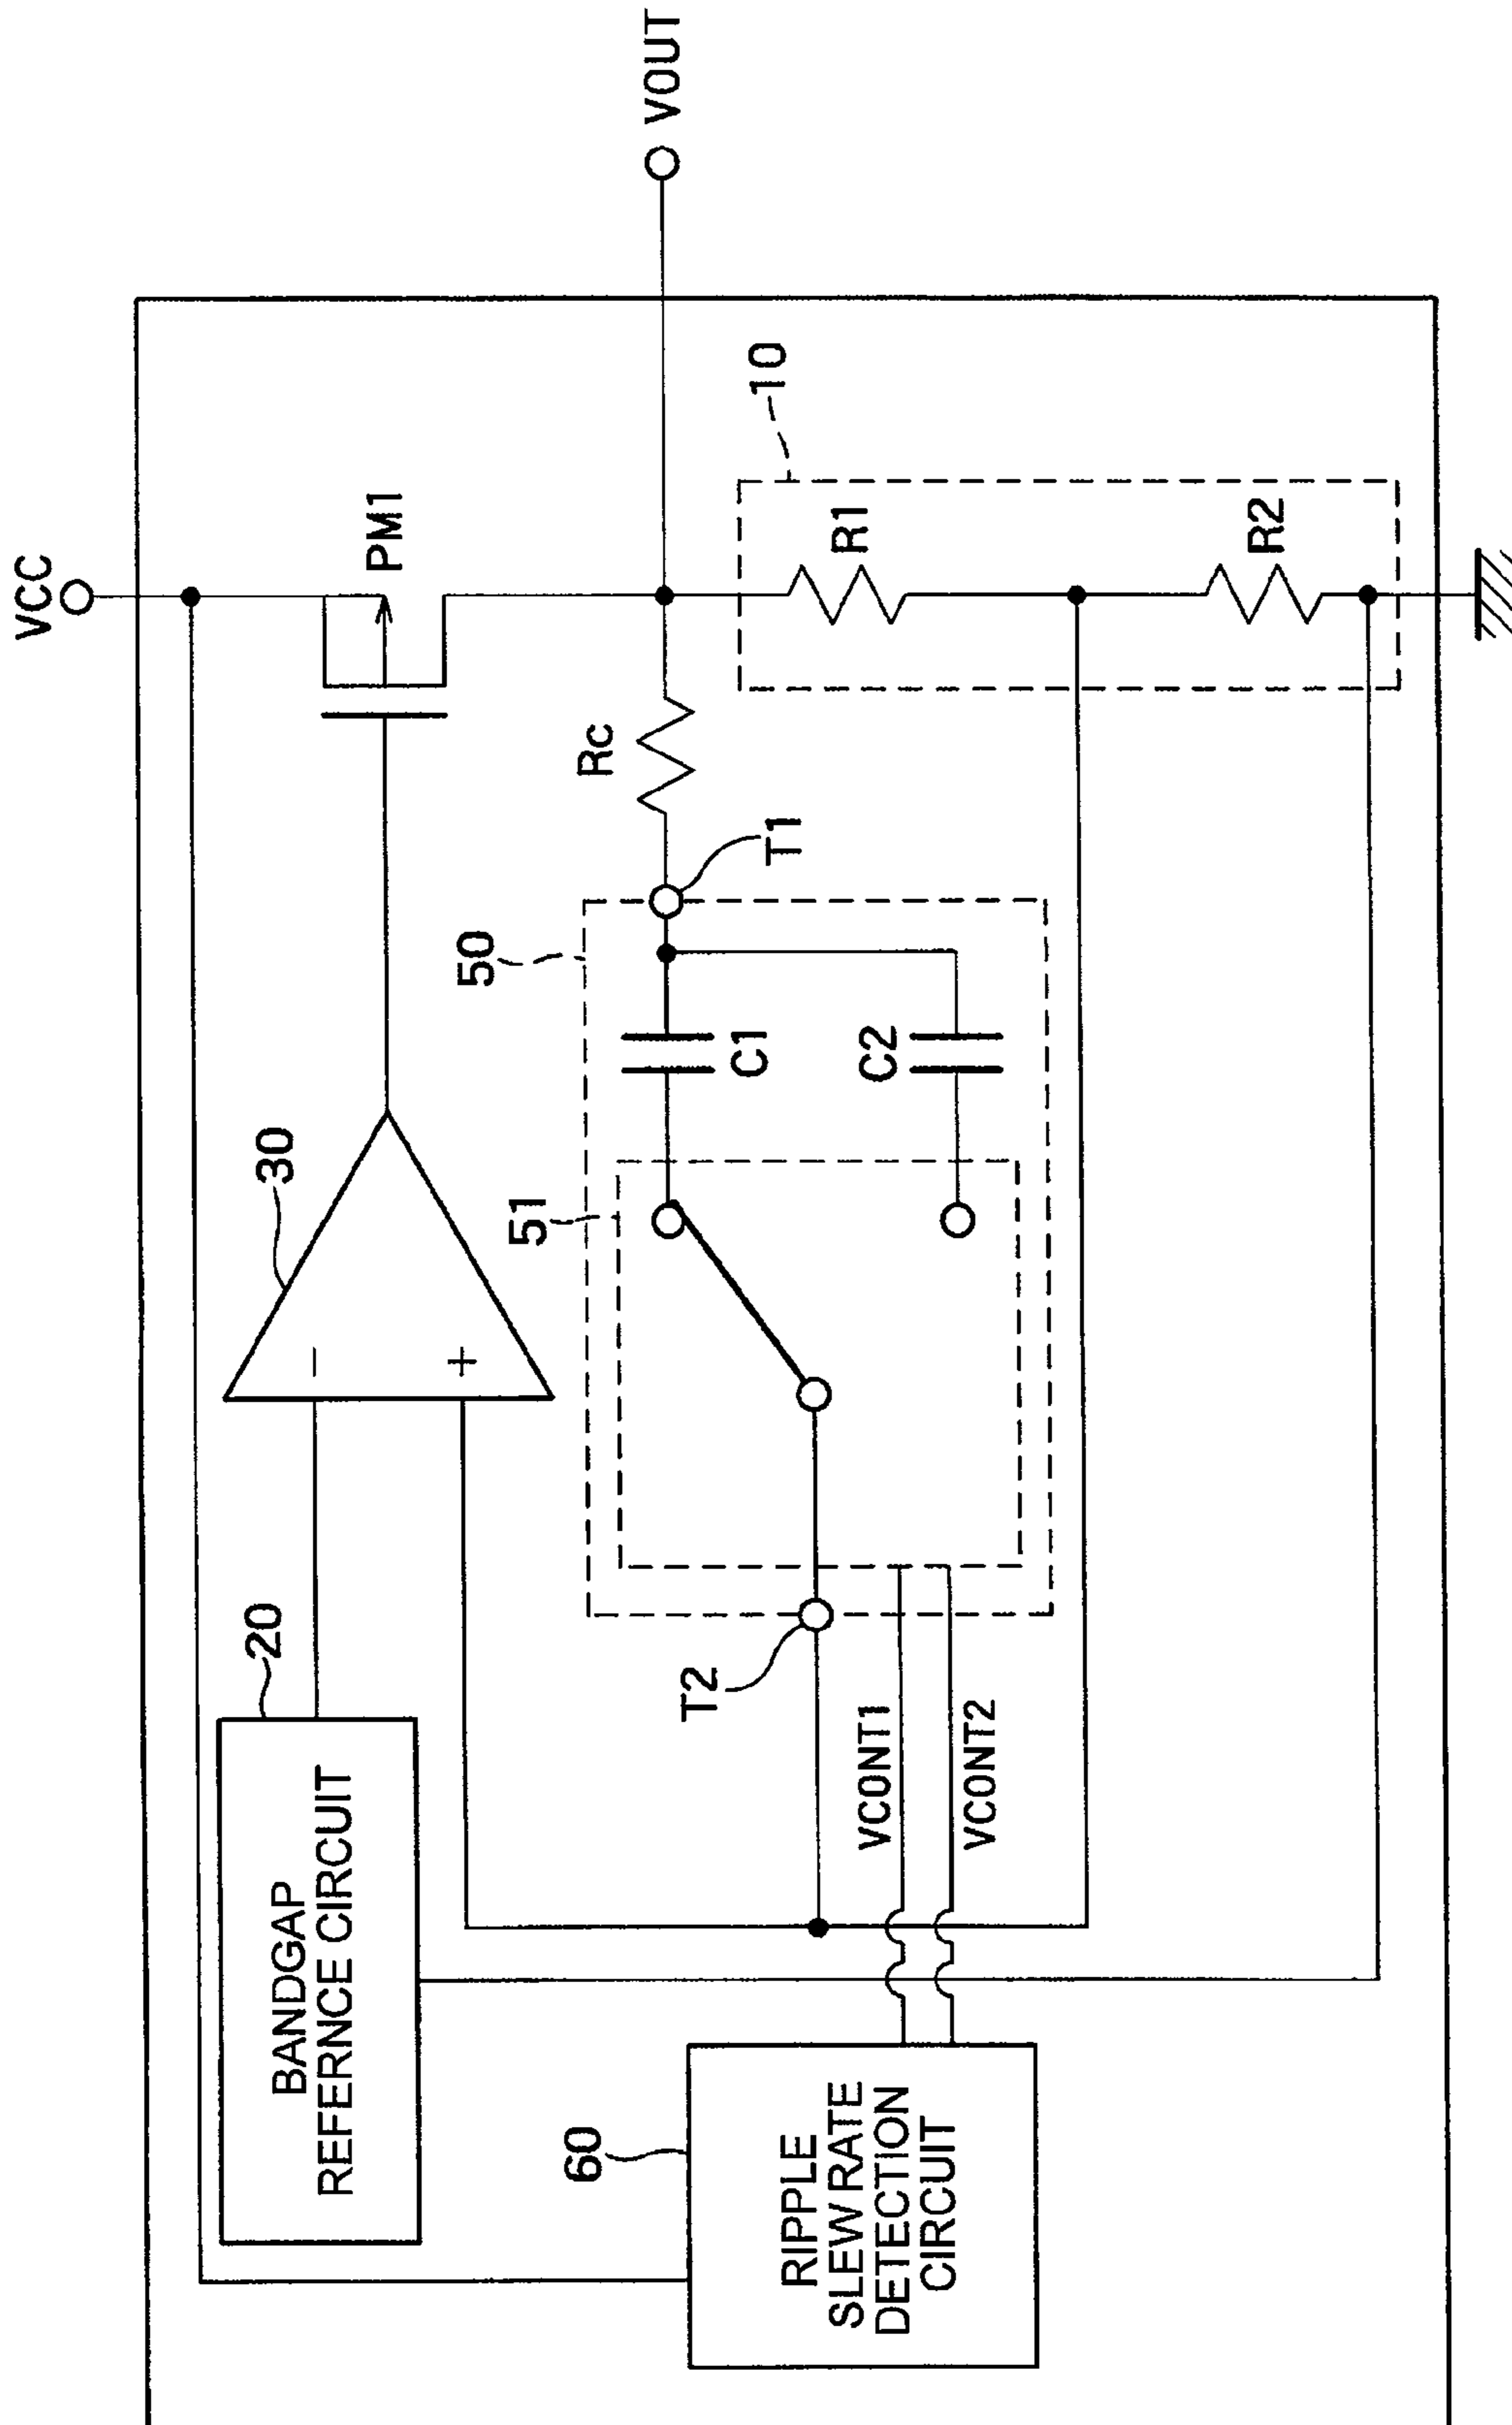 VCC
VOUT
PM1
10
R1
R2
Rc
T1
50
C1
C2
30
51
-
+
20
T2
BANDGAP
REFERENCE CIRCUIT
VCONT1
VCONT2
60
RIPPLE
SLEW RATE
DETECTION
CIRCUIT